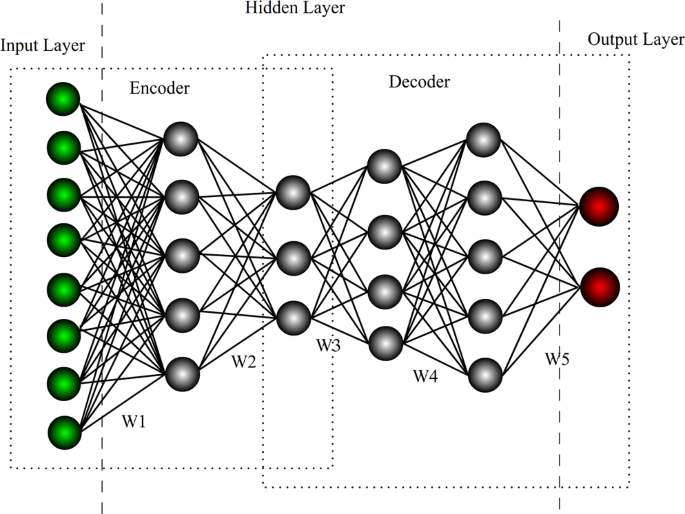 Hidden Layer
Input Layer
Output Layer
Encoder
Decoder
W1
W2
W3
W4
W5